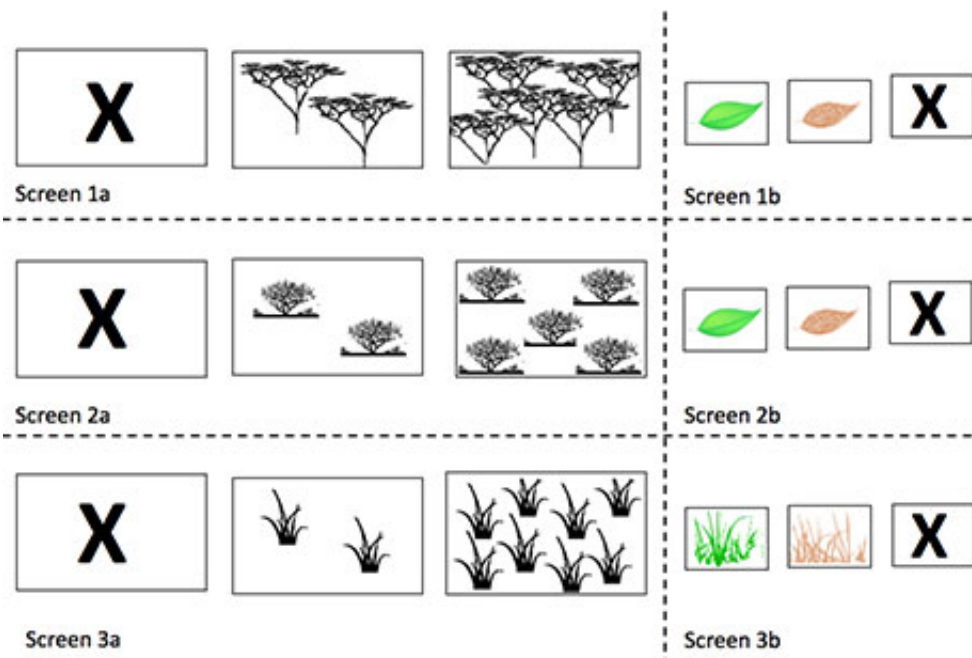 X
X
Screen 1a
Screen 1b
X
X
Screen 2a
Screen 2b
X
X
Screen 3a
Screen 3b